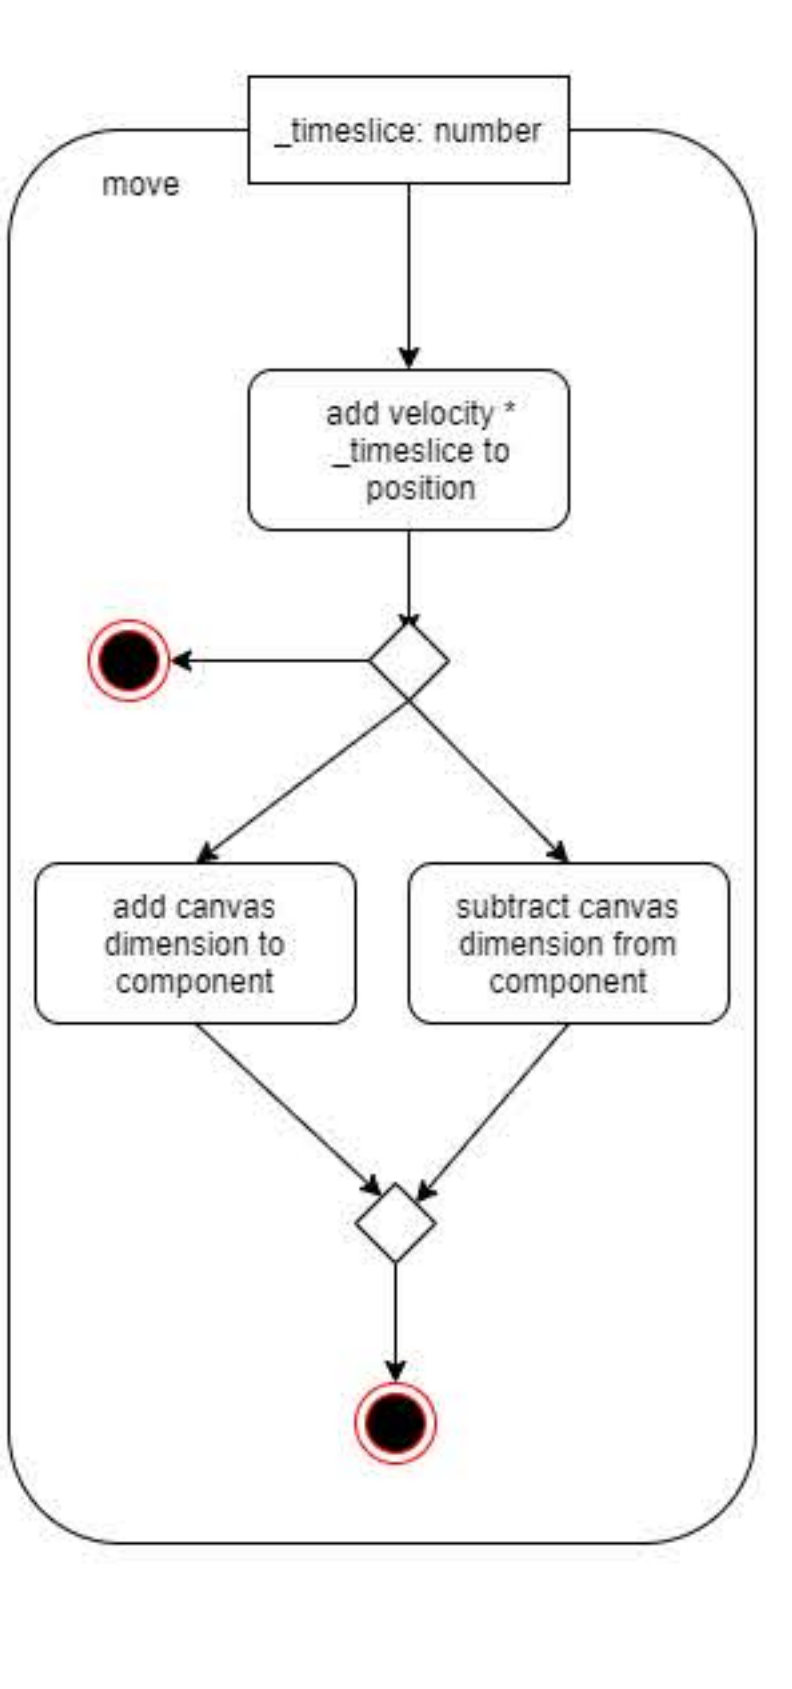 _timeslice: number
move
add velocity *
_timeslice to
position
add canvas
dimension to
component
subtract canvas
dimension from
component